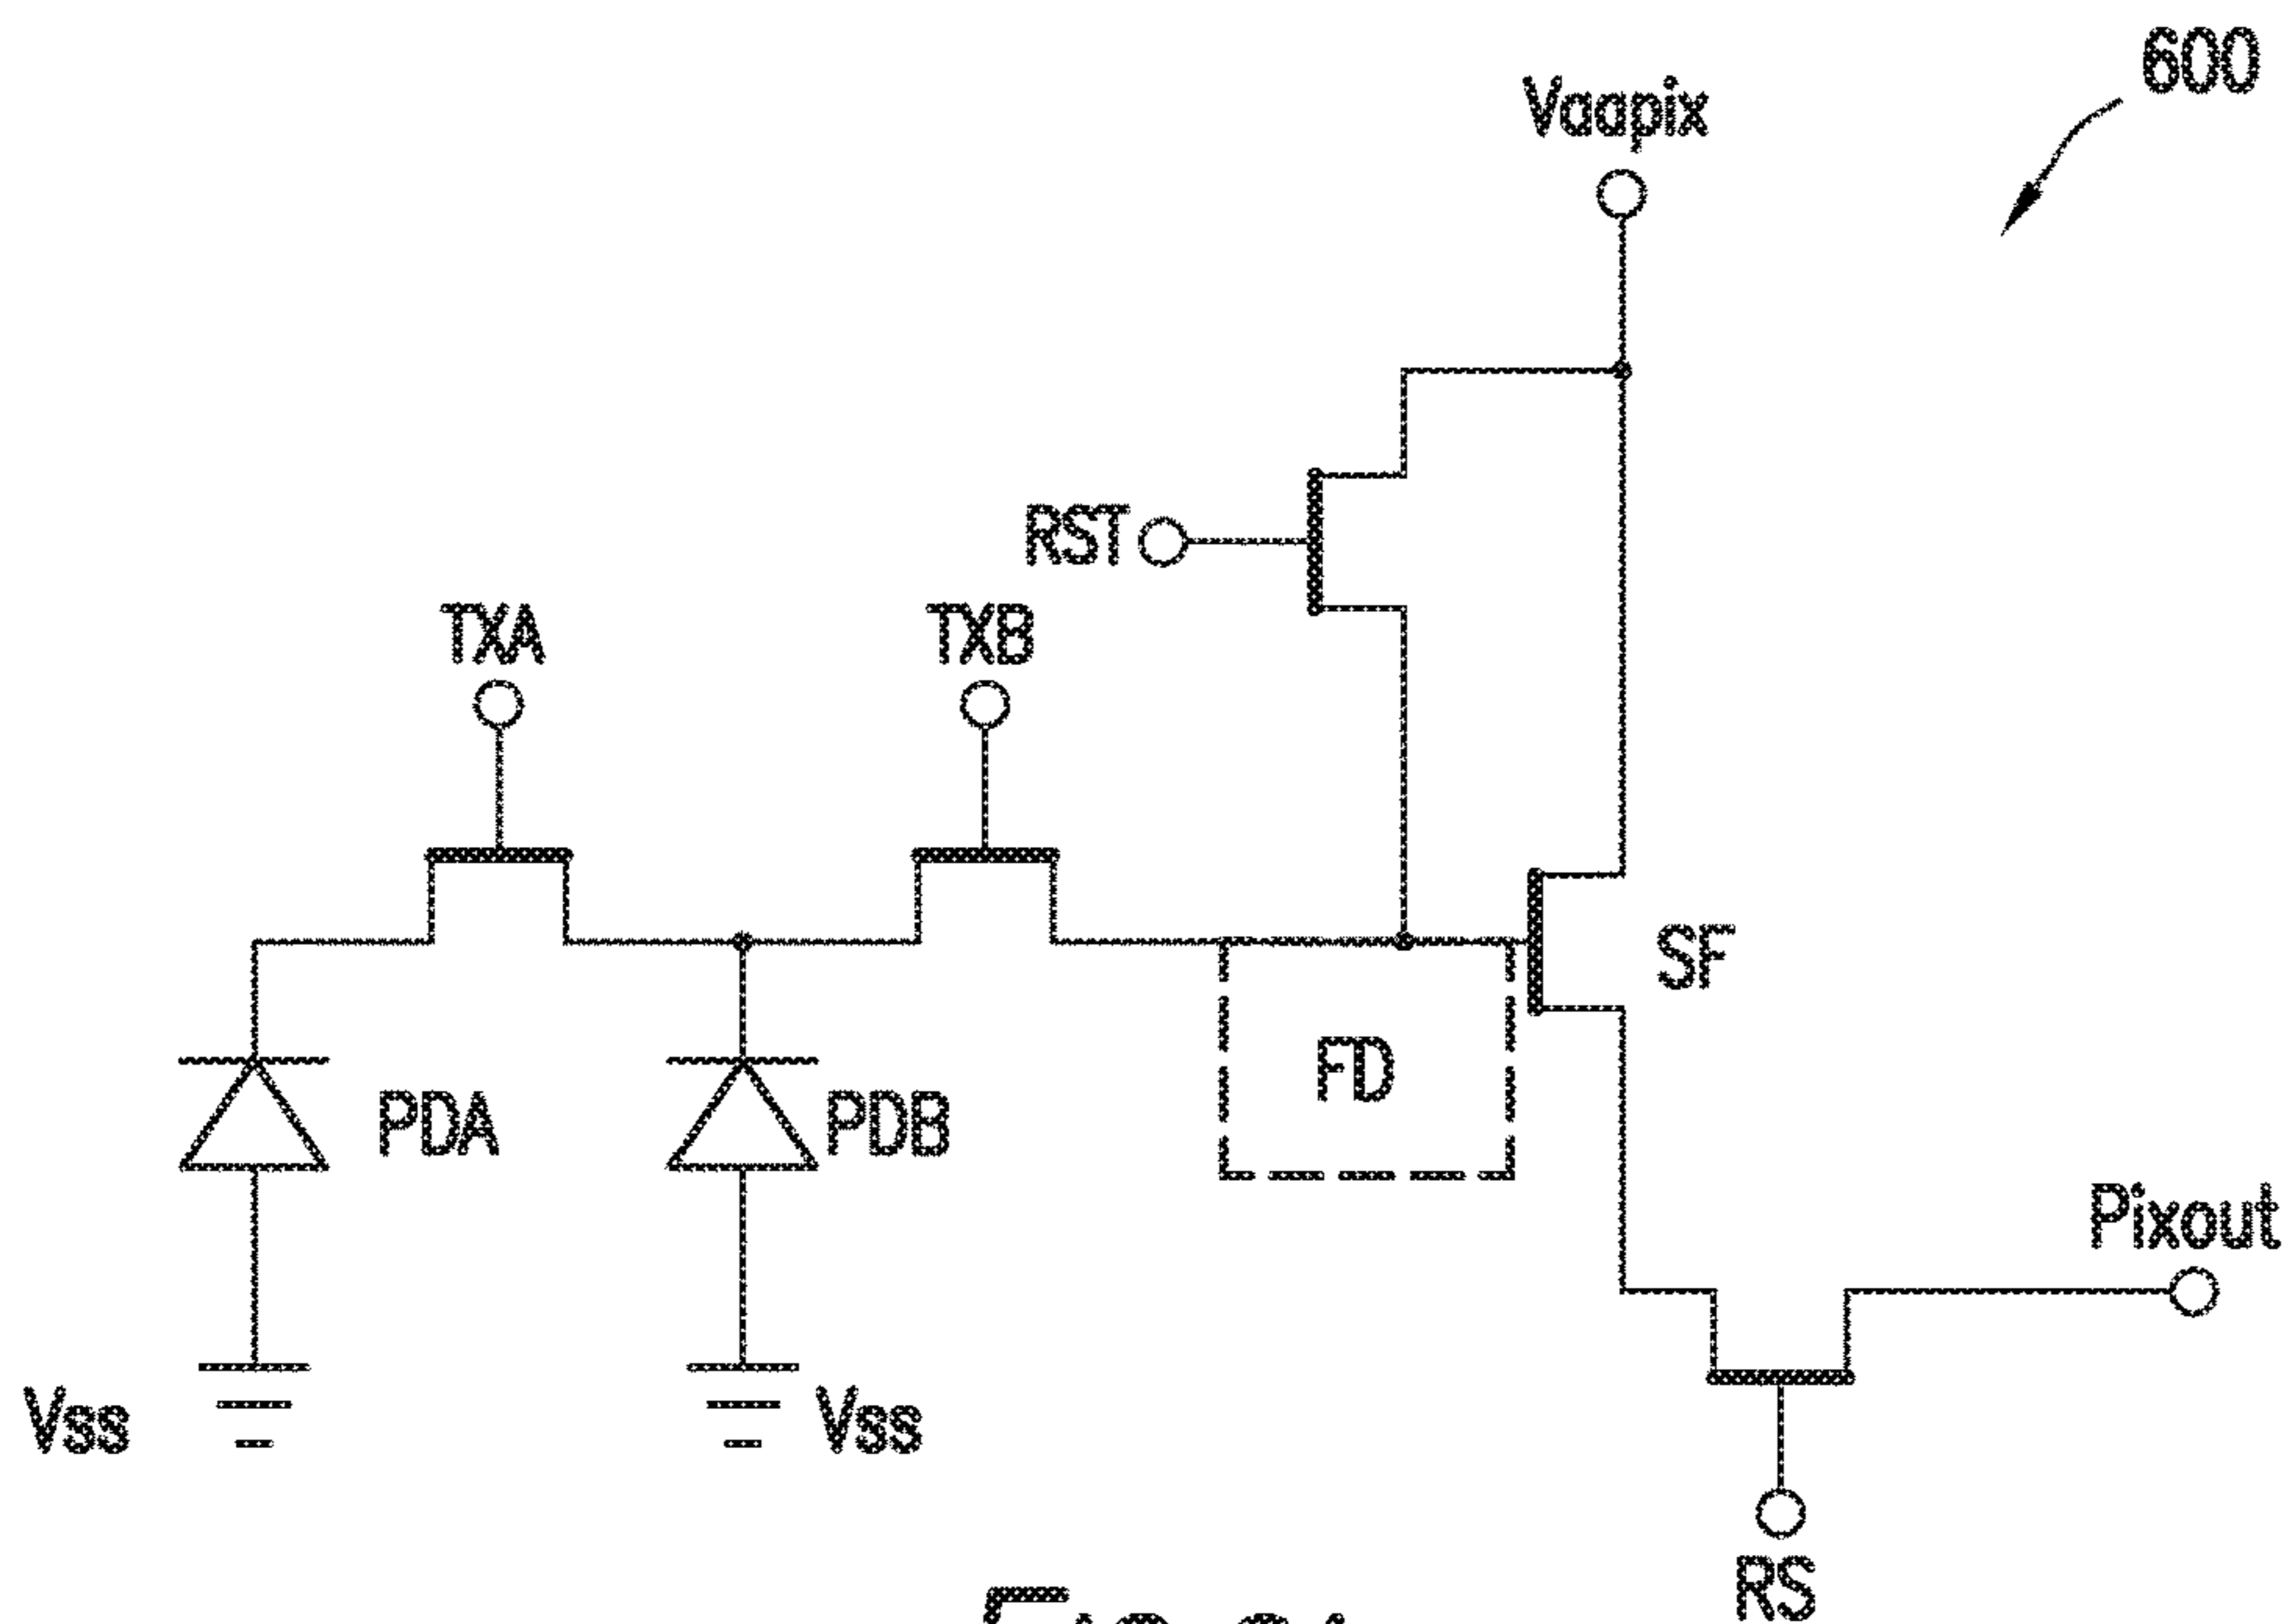 600
Vaapix
RST
TXA
TXB
SF
FD
PDA
PDB
Pixout
Vss
Vss
RS